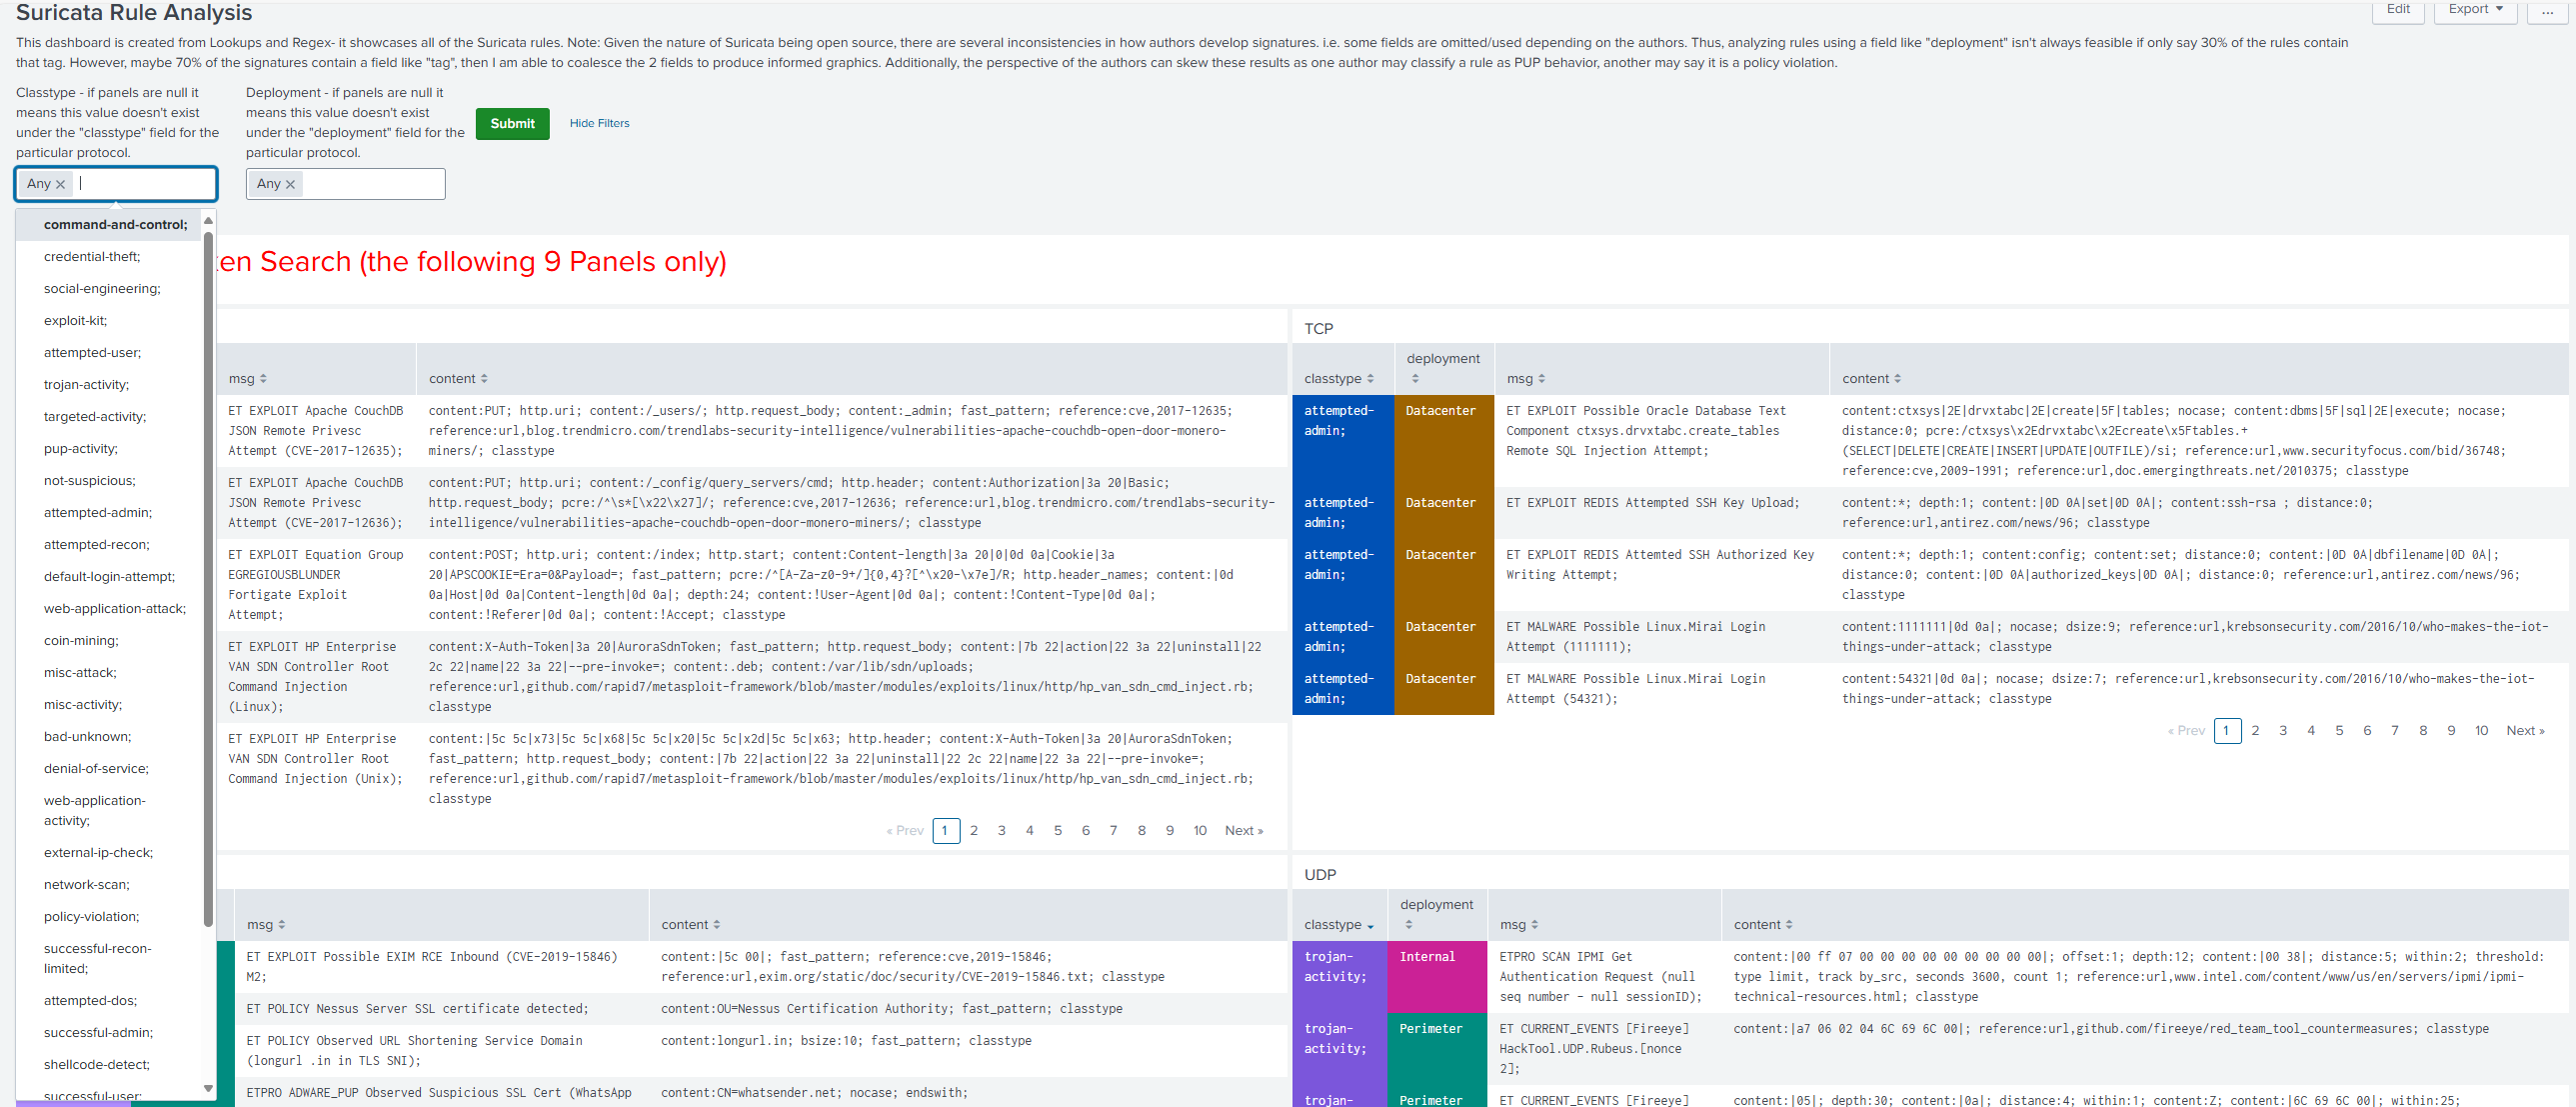 Suricata Rule Analysis
Edit
Export
...
This dashboard is created from Lookups and Regex- it showcases all of the Suricata rules. Note: Given the nature of Suricata being open source, there are several inconsistencies in how authors develop signatures. i.e. some fields are omitted/used depending on the authors. Thus, analyzing rules using a field like "deployment" isn't always feasible if only say 30% of the rules contain
that tag. However, maybe 70% of the signatures contain a field like "tag", then I am able to coalesce the 2 fields to produce informed graphics. Additionally, the perspective of the authors can skew these results as one author may classify a rule as PUP behavior, another may say it is a policy violation.
Classtype - if panels are null it
means this value doesn't exist
under the "classtype" field for the
particular protocol.
Any ×
Deployment - if panels are null it
means this value doesn't exist
under the "deployment" field for the
particular protocol.
Any ×
Submit
Hide Filters
command-and-control;
credential-theft;
social-engineering;
exploit-kit;
attempted-user;
trojan-activity;
targeted-activity;
pup-activity;
not-suspicious;
attempted-admin;
attempted-recon;
default-login-attempt;
web-application-attack;
coin-mining;
misc-attack;
misc-activity;
bad-unknown;
denial-of-service;
web-application-
activity;
external-ip-check;
network-scan;
policy-violation;
successful-recon-
limited;
attempted-dos;
successful-admin;
shellcode-detect;
successful-user;
ken Search (the following 9 Panels only)
msg
content
ET EXPLOIT Apache CouchDB
JSON Remote Privesc
Attempt (CVE-2017-12635);
content:PUT; http.uri; content:/_users/; http.request_body; content:_admin; fast_pattern; reference:cve,2017-12635;
reference:url,blog.trendmicro.com/trendlabs-security-intelligence/vulnerabilities-apache-couchdb-open-door-monero-
miners/; classtype
ET EXPLOIT Apache CouchDB
JSON Remote Privesc
Attempt (CVE-2017-12636);
content:PUT; http.uri; content:/_config/query_servers/cmd; http.header; content:Authorization|3a 20|Basic;
http.request_body; pcre:/^\s*[\x22\x27]/; reference:cve,2017-12636; reference:url,blog.trendmicro.com/trendlabs-security-
intelligence/vulnerabilities-apache-couchdb-open-door-monero-miners/; classtype
ET EXPLOIT Equation Group
EGREGIOUSBLUNDER
Fortigate Exploit
Attempt;
content:POST; http.uri; content:/index; http.start; content:Content-length|3a 20|0|0d 0a|Cookie|3a
20|APSCOOKIE=Era=0&Payload=; fast_pattern; pcre:/^[A-Za-z0-9+/]{0,4}?[^\x20-\x7e]/R; http.header_names; content:|0d
0a|Host|0d 0a|Content-length|0d 0a|; depth:24; content:!User-Agent|0d 0a|; content:!Content-Type|0d 0a|;
content:!Referer|0d 0a|; content:!Accept; classtype
ET EXPLOIT HP Enterprise
VAN SDN Controller Root
Command Injection
(Linux);
content:X-Auth-Token|3a 20|AuroraSdnToken; fast_pattern; http.request_body; content:|7b 22|action|22 3a 22|uninstall|22
2c 22|name|22 3a 22|--pre-invoke=; content:.deb; content:/var/lib/sdn/uploads;
reference:url,github.com/rapid7/metasploit-framework/blob/master/modules/exploits/linux/http/hp_van_sdn_cmd_inject.rb;
classtype
ET EXPLOIT HP Enterprise
VAN SDN Controller Root
Command Injection (Unix);
content:|5c 5c|x73|5c 5c|x68|5c 5c|x20|5c 5c|x2d|5c 5c|x63; http.header; content:X-Auth-Token|3a 20|AuroraSdnToken;
fast_pattern; http.request_body; content:|7b 22|action|22 3a 22|uninstall|22 2c 22|name|22 3a 22|--pre-invoke=;
reference:url,github.com/rapid7/metasploit-framework/blob/master/modules/exploits/linux/http/hp_van_sdn_cmd_inject.rb;
classtype
« Prev 1 2 3 4 5 6 7 8 9 10 Next »
TCP
classtype
deployment
msg
content
attempted-
admin;
Datacenter
ET EXPLOIT Possible Oracle Database Text
Component ctxsys.drvxtabc.create_tables
Remote SQL Injection Attempt;
content:ctxsys|2E|drvxtabc|2E|create|5F|tables; nocase; content:dbms|5F|sql|2E|execute; nocase;
distance:0; pcre:/ctxsys\x2Edrvxtabc\x2Ecreate\x5Ftables.+
(SELECT|DELETE|CREATE|INSERT|UPDATE|OUTFILE)/si; reference:url,www.securityfocus.com/bid/36748;
reference:cve,2009-1991; reference:url,doc.emergingthreats.net/2010375; classtype
attempted-
admin;
Datacenter
ET EXPLOIT REDIS Attempted SSH Key Upload;
content:*; depth:1; content:|0D 0A|set|0D 0A|; content:ssh-rsa ; distance:0;
reference:url,antirez.com/news/96; classtype
attempted-
admin;
Datacenter
ET EXPLOIT REDIS Attemted SSH Authorized Key
Writing Attempt;
content:*; depth:1; content:config; content:set; distance:0; content:|0D 0A|dbfilename|0D 0A|;
distance:0; content:|0D 0A|authorized_keys|0D 0A|; distance:0; reference:url,antirez.com/news/96;
classtype
attempted-
admin;
Datacenter
ET MALWARE Possible Linux.Mirai Login
Attempt (1111111);
content:1111111|0d 0a|; nocase; dsize:9; reference:url,krebsonsecurity.com/2016/10/who-makes-the-iot-
things-under-attack; classtype
attempted-
admin;
Datacenter
ET MALWARE Possible Linux.Mirai Login
Attempt (54321);
content:54321|0d 0a|; nocase; dsize:7; reference:url,krebsonsecurity.com/2016/10/who-makes-the-iot-
things-under-attack; classtype
« Prev 1 2 3 4 5 6 7 8 9 10 Next »
msg
content
ET EXPLOIT Possible EXIM RCE Inbound (CVE-2019-15846)
M2;
content:|5c 00|; fast_pattern; reference:cve,2019-15846;
reference:url,exim.org/static/doc/security/CVE-2019-15846.txt; classtype
ET POLICY Nessus Server SSL certificate detected;
content:OU=Nessus Certification Authority; fast_pattern; classtype
ET POLICY Observed URL Shortening Service Domain
(longurl .in in TLS SNI);
content:longurl.in; bsize:10; fast_pattern; classtype
ETPRO ADWARE_PUP Observed Suspicious SSL Cert (WhatsApp
content:CN=whatsender.net; nocase; endswith;
UDP
classtype
deployment
msg
content
trojan-
activity;
Internal
ETPRO SCAN IPMI Get
Authentication Request (null
seq number - null sessionID);
content:|00 ff 07 00 00 00 00 00 00 00 00 00|; offset:1; depth:12; content:|00 38|; distance:5; within:2; threshold:
type limit, track by_src, seconds 3600, count 1; reference:url,www.intel.com/content/www/us/en/servers/ipmi/ipmi-
technical-resources.html; classtype
trojan-
activity;
Perimeter
ET CURRENT_EVENTS [Fireeye]
HackTool.UDP.Rubeus.[nonce
2];
content:|a7 06 02 04 6C 69 6C 00|; reference:url,github.com/fireeye/red_team_tool_countermeasures; classtype
trojan-
Perimeter
ET CURRENT_EVENTS [Fireeye]
content:|05|; depth:30; content:|0a|; distance:4; within:1; content:Z; content:|6C 69 6C 00|; within:25;